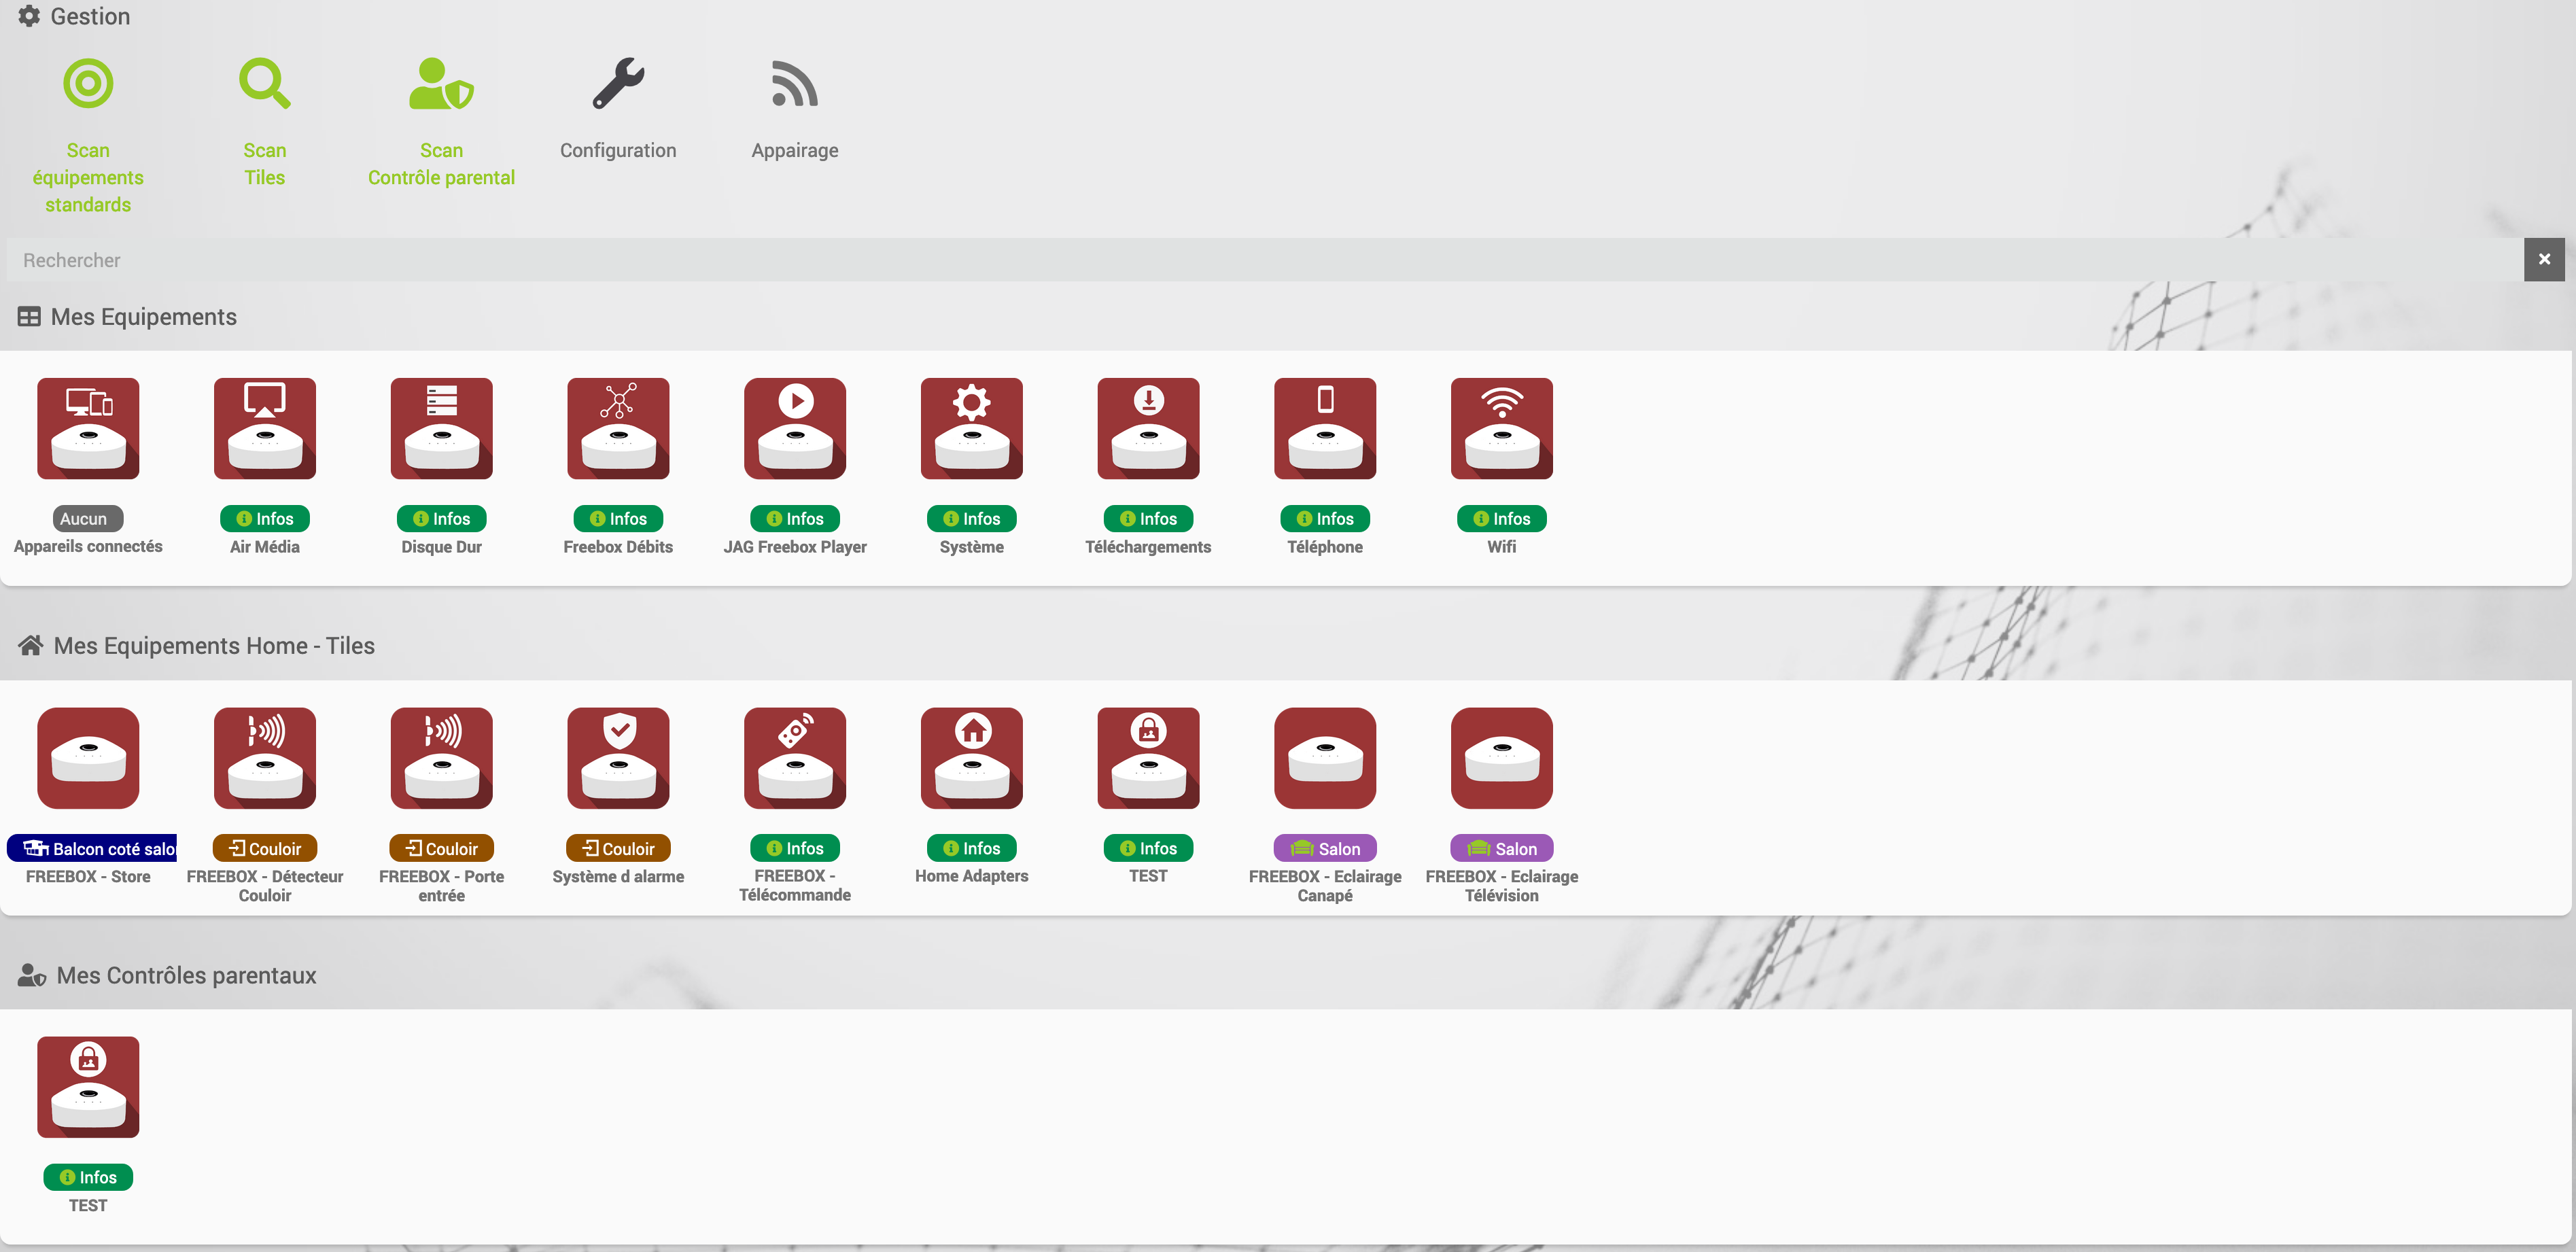 Gestion
Scan
équipements
standards
Scan
Tiles
Scan
Contrôle parental
Configuration
Appairage
Rechercher
Mes Equipements
Aucun
Appareils connectés
Infos
Air Média
Infos
Disque Dur
Infos
Freebox Débits
Infos
JAG Freebox Player
Infos
Système
Infos
Téléchargements
Infos
Téléphone
Infos
Wifi
Mes Equipements Home - Tiles
Balcon coté salon
FREEBOX - Store
Couloir
FREEBOX - Détecteur
Couloir
Couloir
FREEBOX - Porte
entrée
Couloir
Système d alarme
Infos
FREEBOX -
Télécommande
Infos
Home Adapters
Infos
TEST
Salon
FREEBOX - Eclairage
Canapé
Salon
FREEBOX - Eclairage
Télévision
Mes Contrôles parentaux
Infos
TEST